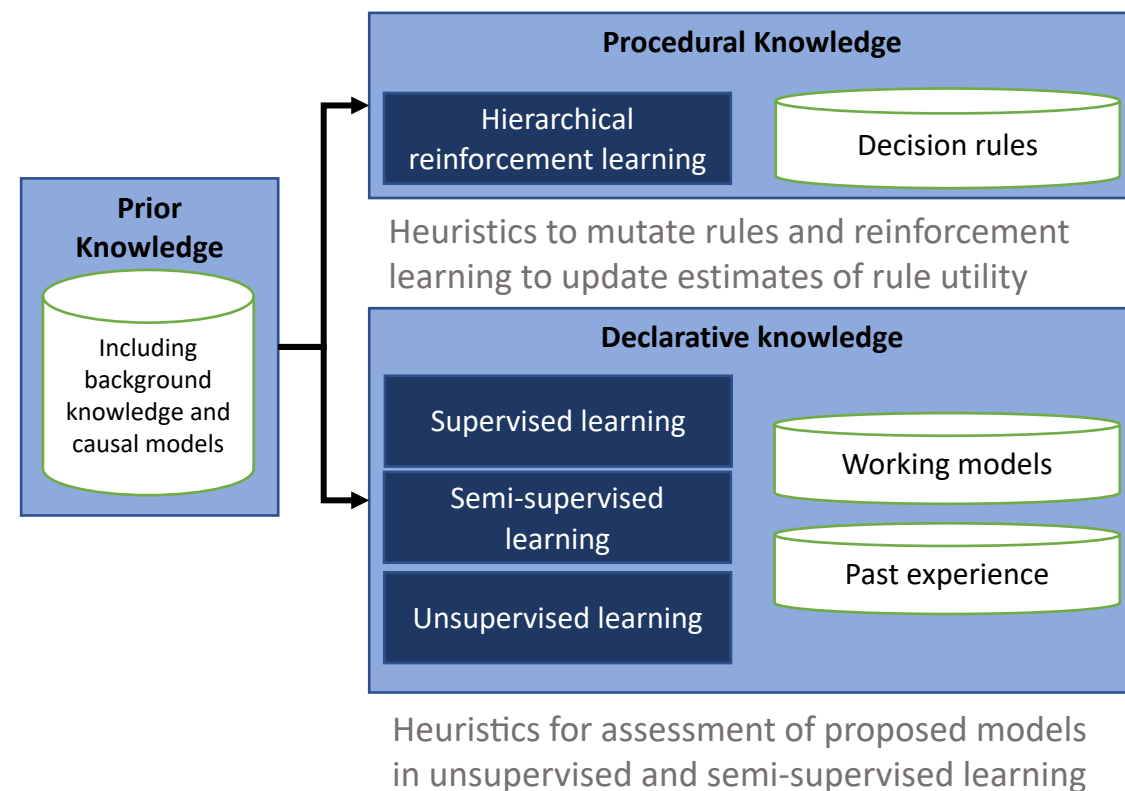 Prior
Knowledge
Including
background
knowledge and
causal models
Procedural Knowledge
Hierarchical
reinforcement learning
Decision rules
Heuristics to mutate rules and reinforcement
learning to update estimates of rule utility
Declarative knowledge
Supervised learning
Semi-supervised
learning
Unsupervised learning
Working models
Past experience
Heuristics for assessment of proposed models
in unsupervised and semi-supervised learning